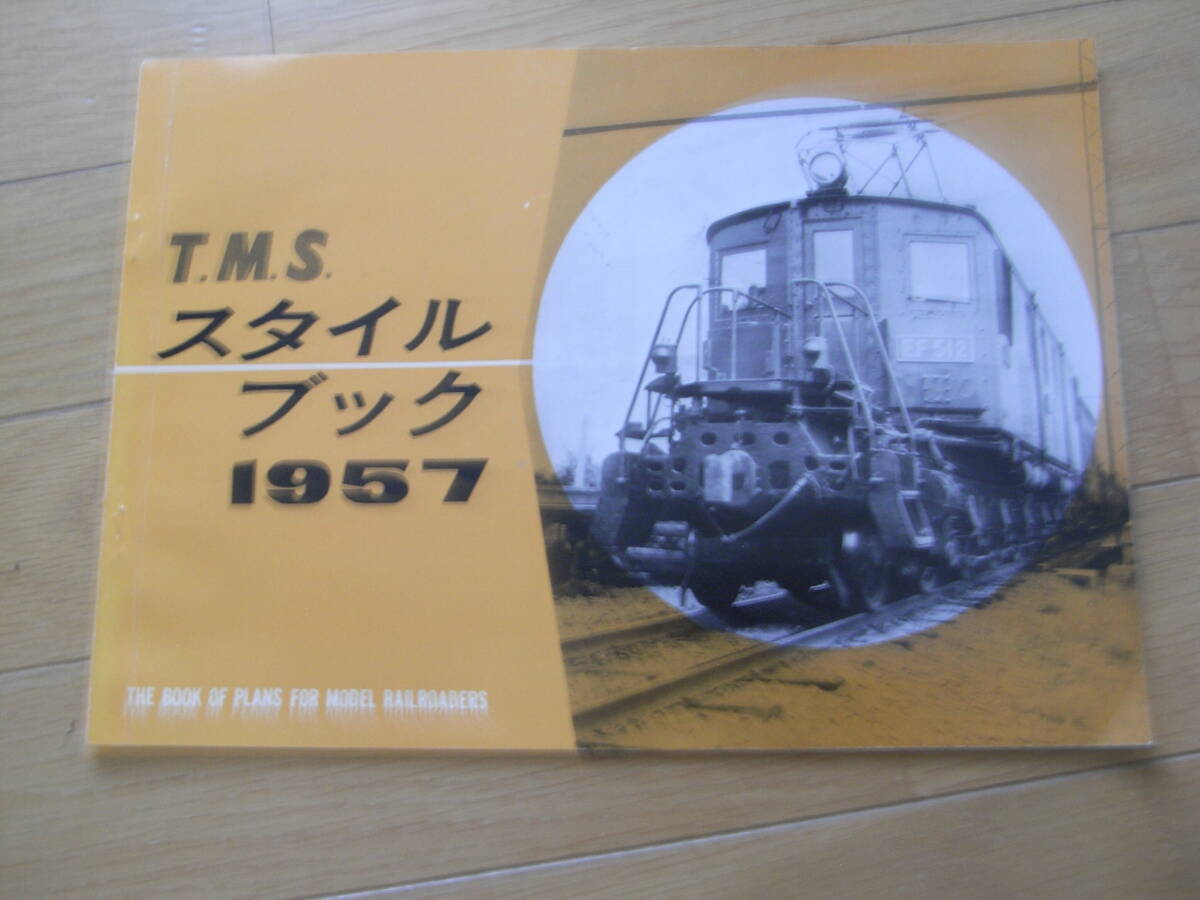 T.M.S.
スタイル
ブック
1957
THE BOOK OF PLANS FOR MODEL RAILROADERS